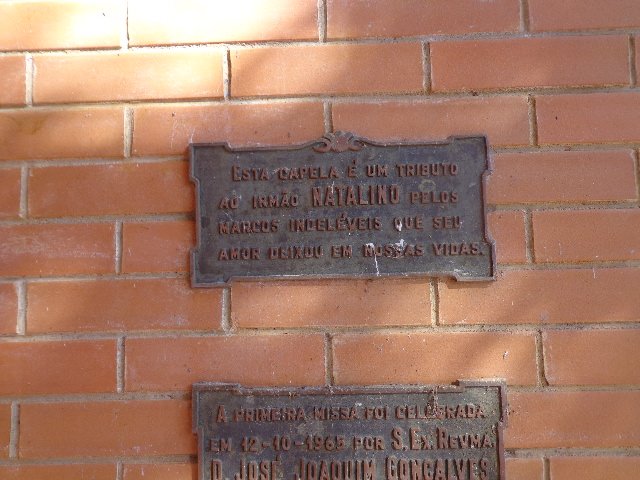 ESTA CAPELA É UM TRIBUTO
AO IRMÃO NATALINO PELOS
MARCOS INDELÉVEIS QUE SEU
AMOR DEIXOU EM NOSSAS VIDAS.
A PRIMEIRA MISSA FOI CELEBRADA
EM 12-10-1965 POR S. EX. REVMA.
D. JOSÉ JOAQUIM GONÇALVES